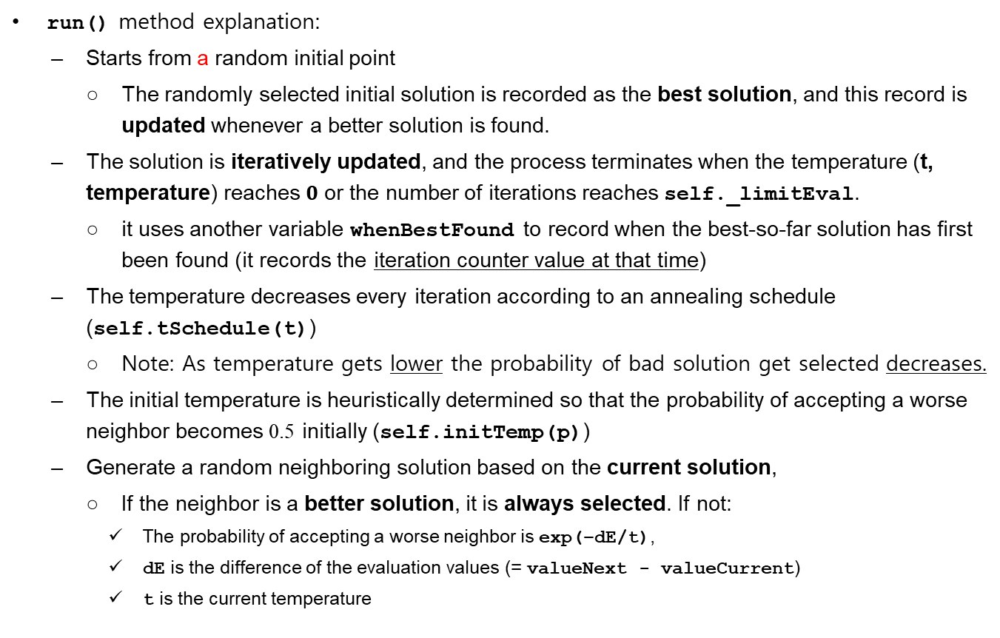 • run() method explanation:
– Starts from a random initial point
○ The randomly selected initial solution is recorded as the best solution, and this record is
updated whenever a better solution is found.
– The solution is iteratively updated, and the process terminates when the temperature (t,
temperature) reaches 0 or the number of iterations reaches self._limitEval.
○ it uses another variable whenBestFound to record when the best-so-far solution has first
been found (it records the iteration counter value at that time)
– The temperature decreases every iteration according to an annealing schedule
(self.tSchedule(t))
○ Note: As temperature gets lower the probability of bad solution get selected decreases.
– The initial temperature is heuristically determined so that the probability of accepting a worse
neighbor becomes 0.5 initially (self.initTemp(p))
– Generate a random neighboring solution based on the current solution,
○ If the neighbor is a better solution, it is always selected. If not:
✓ The probability of accepting a worse neighbor is exp(–dE/t),
✓ dE is the difference of the evaluation values (= valueNext - valueCurrent)
✓ t is the current temperature